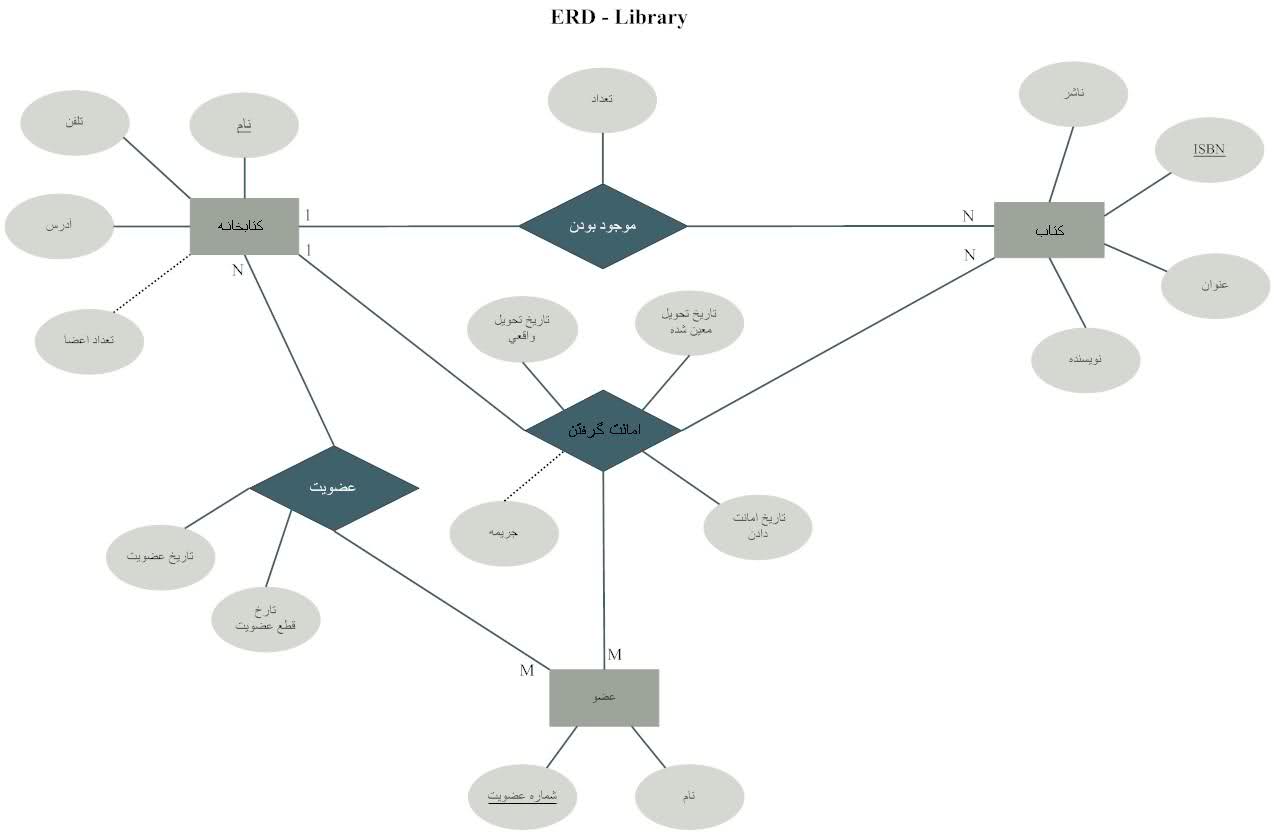 ERD - Library
تعداد
ناشر
تلفن
نام
ISBN
آدرس
کتابخانه
1
موجود بودن
N
کتاب
1
N
N
عنوان
تعداد اعضا
تاریخ تحویل
واقعي
تاریخ تحویل
معین شده
نویسنده
امانت گرفتن
عضویت
جریمه
تاریخ امانت
دادن
تاریخ عضویت
تارخ
قطع عضویت
M
M
عضو
شماره عضویت
نام